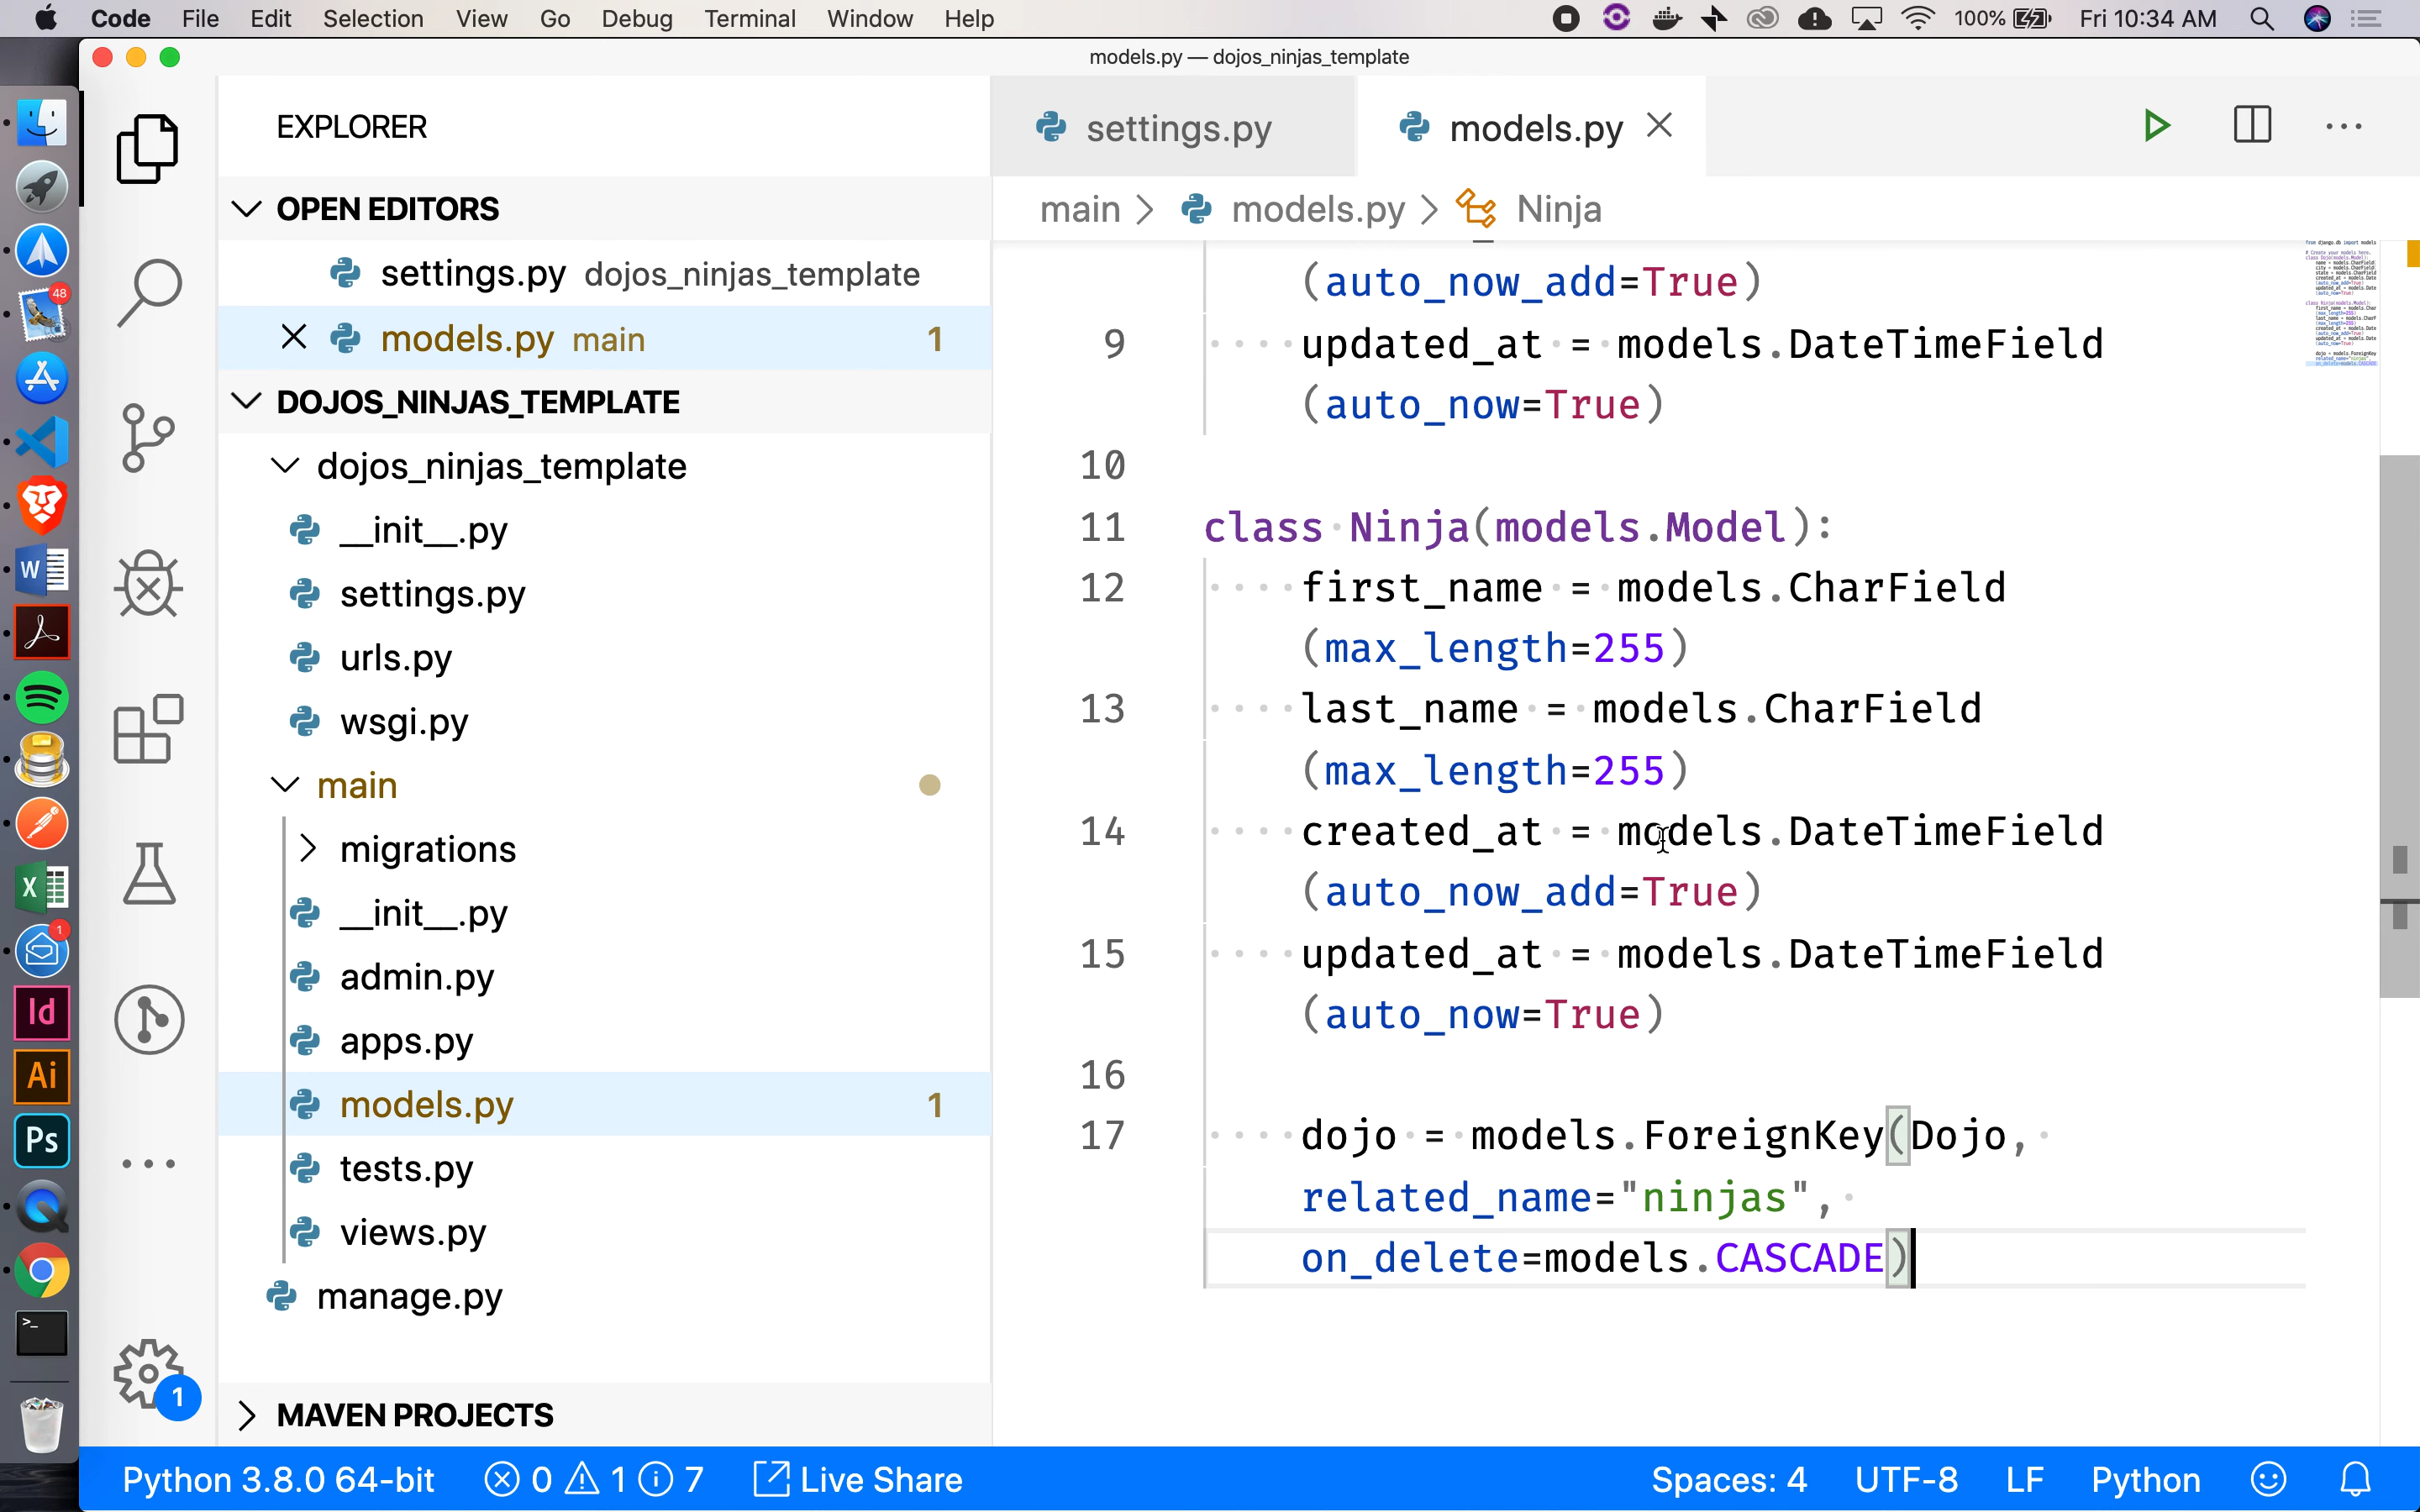 Code File Edit Selection View Go Debug Terminal Window Help 100% Fri 10:34 AM
models.py — dojos_ninjas_template
EXPLORER
settings.py models.py
OPEN EDITORS
main > models.py > Ninja
settings.py dojos_ninjas_template
models.py main 1
DOJOS_NINJAS_TEMPLATE
dojos_ninjas_template
__init__.py
settings.py
urls.py
wsgi.py
main
migrations
__init__.py
admin.py
apps.py
models.py 1
tests.py
views.py
manage.py
MAVEN PROJECTS
(auto_now_add=True)
9 updated_at = models.DateTimeField
(auto_now=True)
10
11 class Ninja(models.Model):
12 first_name = models.CharField
(max_length=255)
13 last_name = models.CharField
(max_length=255)
14 created_at = models.DateTimeField
(auto_now_add=True)
15 updated_at = models.DateTimeField
(auto_now=True)
16
17 dojo = models.ForeignKey(Dojo,
related_name="ninjas",
on_delete=models.CASCADE)
48
W
X
1
Id
Ai
Ps
>_
1
Python 3.8.0 64-bit 0 1 7 Live Share Spaces: 4 UTF-8 LF Python